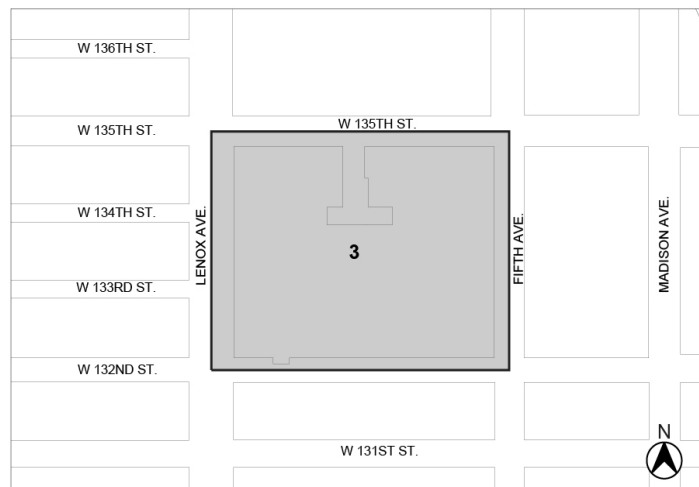 W 136TH ST.
W 135TH ST.
W 135TH ST.
W 134TH ST.
LENOX AVE.
3
FIFTH AVE.
MADISON AVE.
W 133RD ST.
W 132ND ST.
W 131ST ST.
N